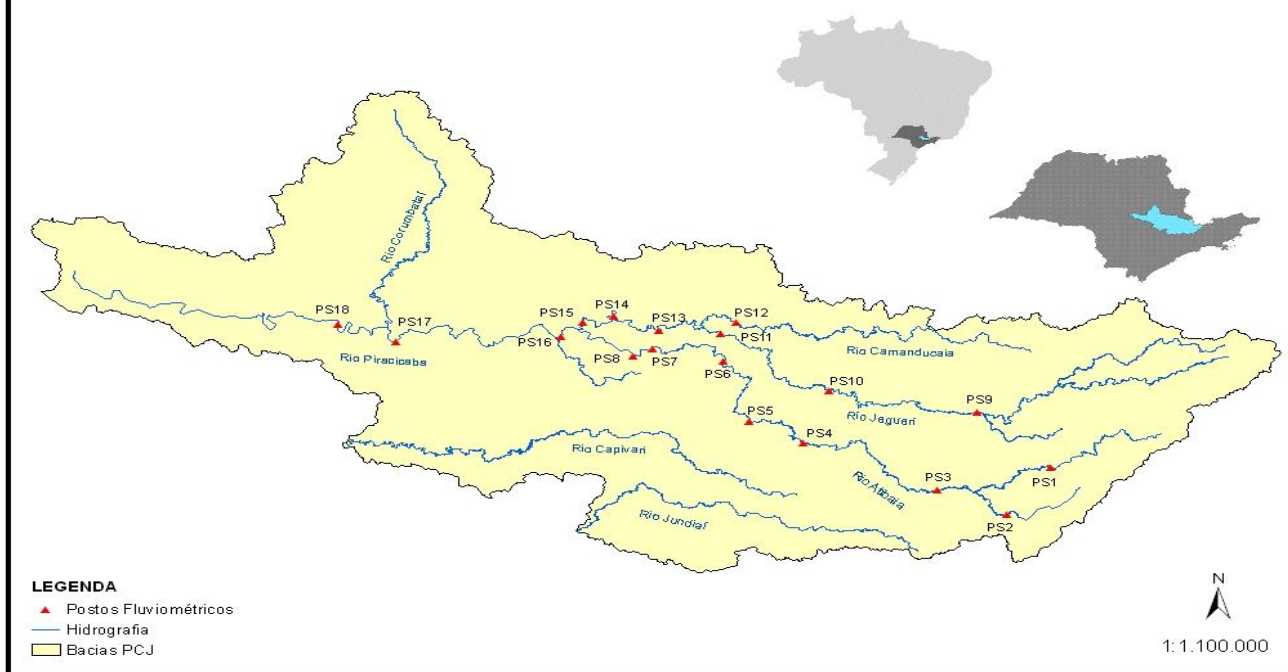 Rio Corumbataí
PS18
PS17
Rio Piracicaba
PS16
PS15
PS14
PS13
PS12
PS11
PS8
PS7
PS6
Rio Camanducaia
PS10
PS9
Rio Jaguari
PS5
PS4
PS3
PS1
PS2
Rio Atibaia
Rio Capivari
Rio Jundiaí
LEGENDA
Postos Fluviométricos
Hidrografia
Bacias PCJ
N
1:1.100.000